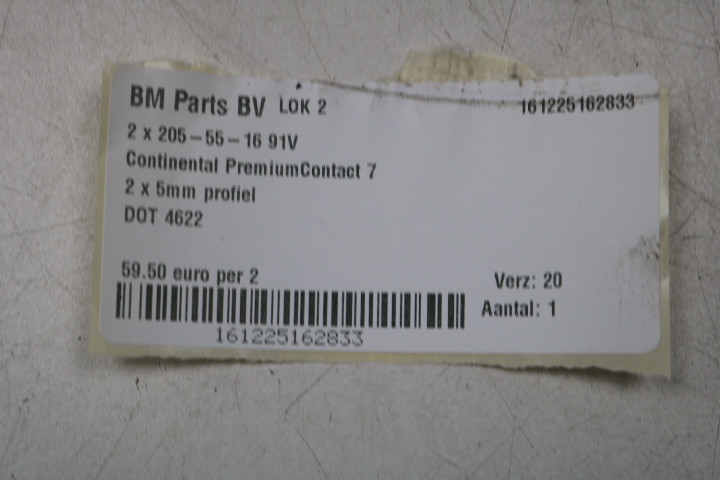 BM Parts BV LOK 2 161225162833
2 x 205-55-16 91V
Continental PremiumContact 7
2 x 5mm profiel
DOT 4622
59.50 euro per 2 Verz: 20
Aantal: 1
161225162833